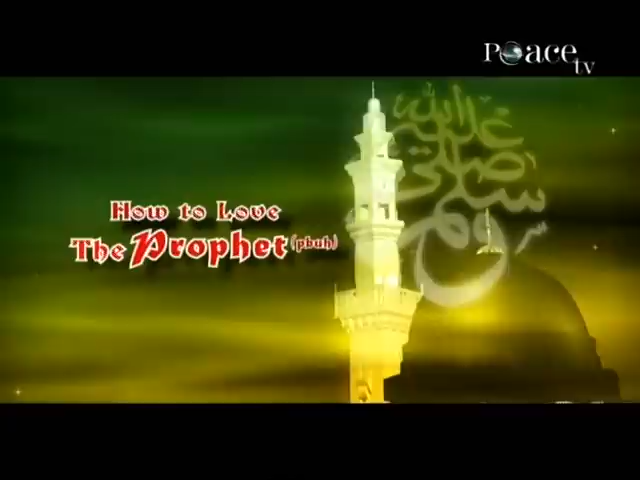 Peace
tv
صلى الله عليه وسلم
How to Love
The Prophet (pbuh)